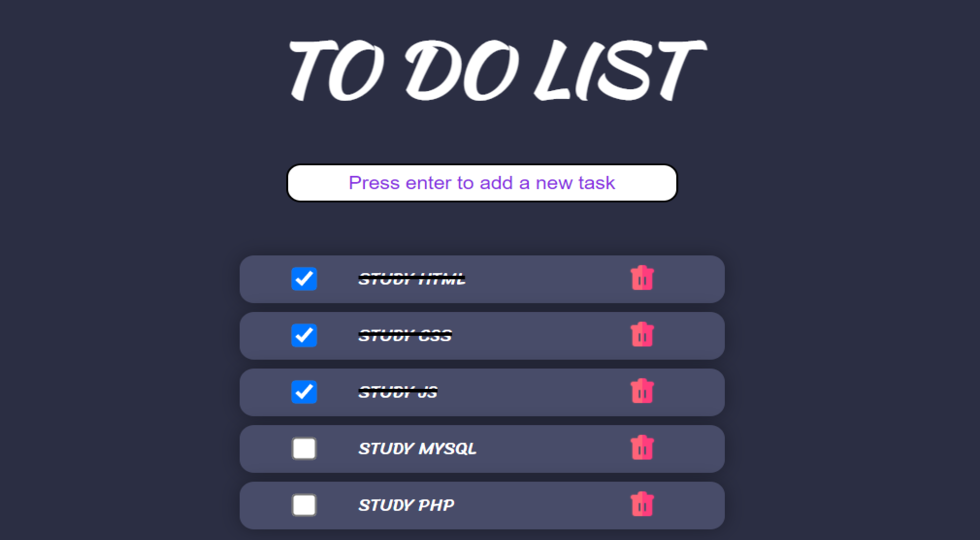 TO DO LIST
Press enter to add a new task
STUDY HTML
STUDY CSS
STUDY JS
STUDY MYSQL
STUDY PHP